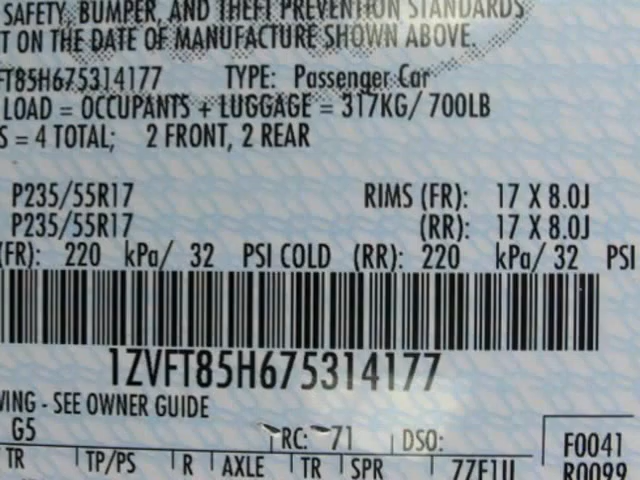 SAFETY, BUMPER, AND THEFT PREVENTION STANDARDS
T ON THE DATE OF MANUFACTURE SHOWN ABOVE.
FT85H675314177 TYPE: Passenger Car
LOAD = OCCUPANTS + LUGGAGE = 317KG/ 700LB
S = 4 TOTAL; 2 FRONT, 2 REAR
P235/55R17 RIMS (FR): 17 X 8.0J
P235/55R17 (RR): 17 X 8.0J
(FR): 220 kPa/ 32 PSI COLD (RR): 220 kPa/ 32 PSI
1ZVFT85H675314177
WING - SEE OWNER GUIDE
G5 RC: 71 DSO: F0041
TR TP/PS R AXLE TR SPR R0099